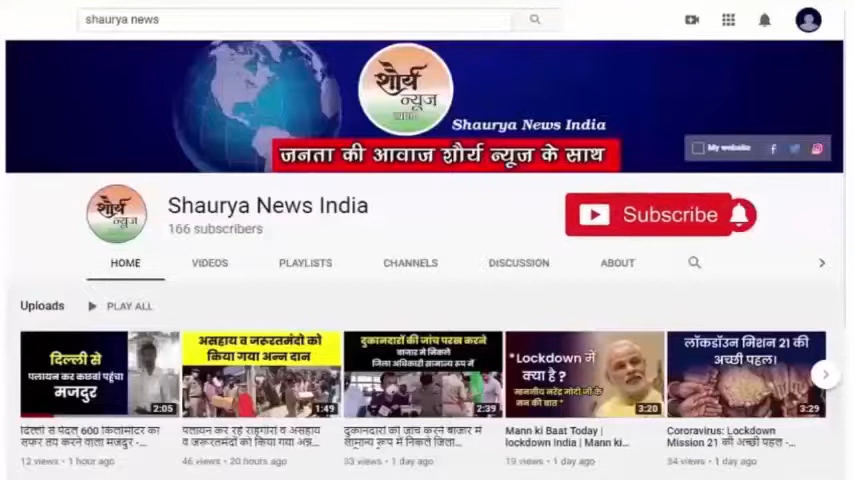 shaurya news
शौर्य
न्यूज
Shaurya News India
जनता की आवाज शौर्य न्यूज के साथ
My website
शौर्य
न्यूज
Shaurya News India
166 subscribers
Subscribe
HOME VIDEOS PLAYLISTS CHANNELS DISCUSSION ABOUT
Uploads PLAY ALL
दिल्ली से
पलायन कर कछवां पहुंचा
मजदुर
2:05
असहाय व जरूरतमंदो को
किया गया अन्न दान
1:49
दुकानदारों की जांच परख करने
बाजार में निकले
जिला अधिकारी सामान्य रूप में
2:39
"Lockdown में
क्या है ?
माननीय नरेंद्र मोदी जी के
मन की बात"
3:20
लॉकडॉउन मिशन 21 की
अच्छी पहल।
3:29
दिल्ली से पैदल 600 किलोमीटर का
सफर तय करने वाला मजदुर -...
12 views • 1 hour ago
पलायन कर रहे राहगीरों व असहाय
व जरूरतमंदों को किया गया अन्न...
46 views • 20 hours ago
दुकानदारों की जांच करने बाजार में
सामान्य रूप में निकले जिला...
33 views • 1 day ago
Mann ki Baat Today |
lockdown India | Mann ki...
19 views • 1 day ago
Cororavirus: Lockdown
Mission 21 की अच्छी पहल -...
34 views • 1 day ago